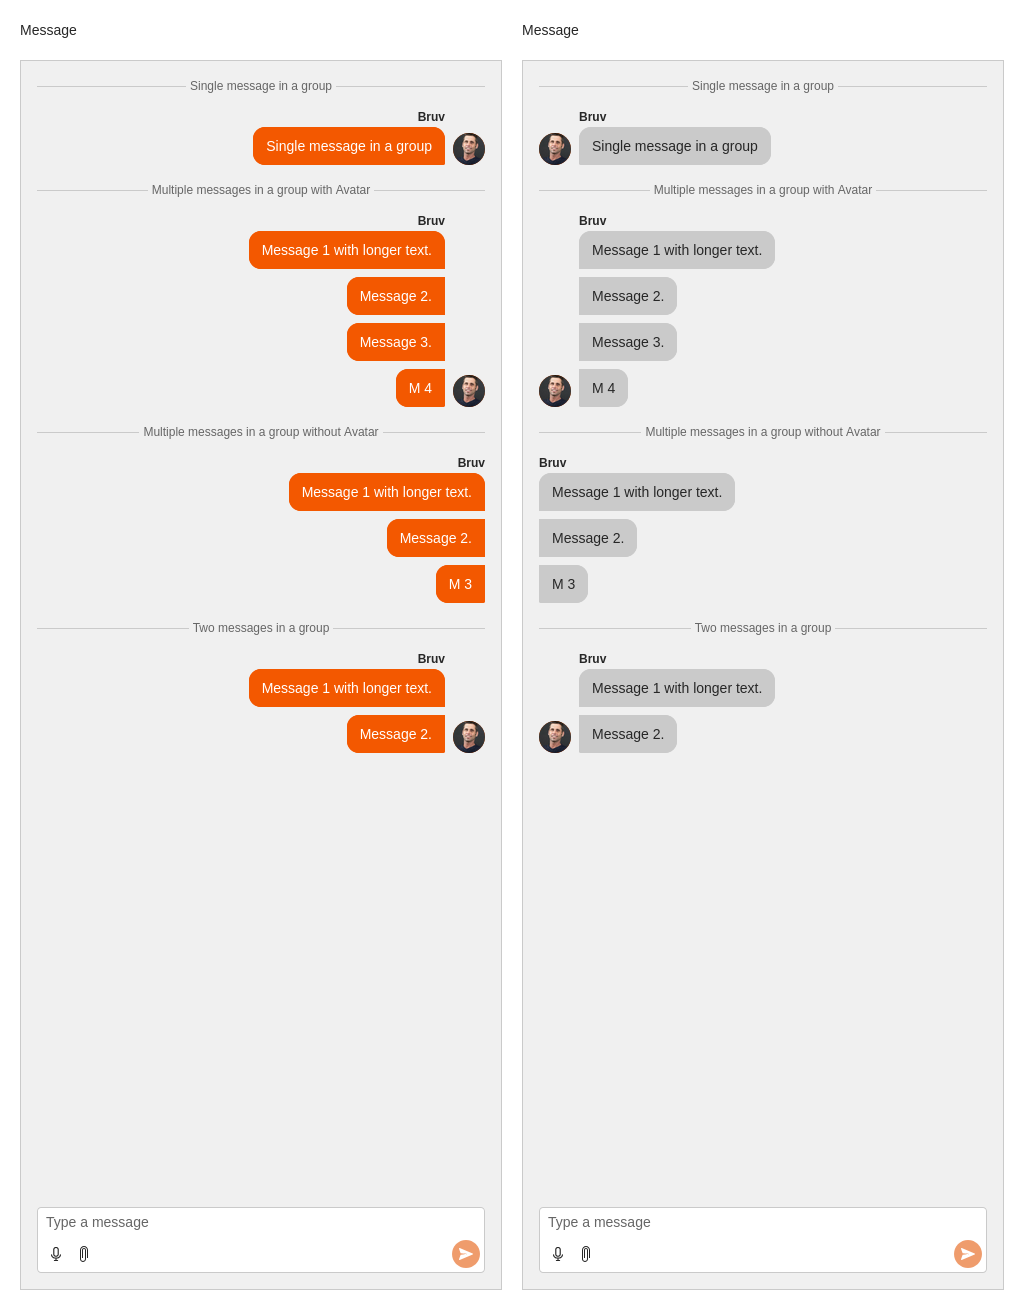 Message
Single message in a group
Bruv
Single message in a group
Multiple messages in a group with Avatar
Bruv
Message 1 with longer text.
Message 2.
Message 3.
M 4
Multiple messages in a group without Avatar
Bruv
Message 1 with longer text.
Message 2.
M 3
Two messages in a group
Bruv
Message 1 with longer text.
Message 2.
Type a message
Message
Single message in a group
Bruv
Single message in a group
Multiple messages in a group with Avatar
Bruv
Message 1 with longer text.
Message 2.
Message 3.
M 4
Multiple messages in a group without Avatar
Bruv
Message 1 with longer text.
Message 2.
M 3
Two messages in a group
Bruv
Message 1 with longer text.
Message 2.
Type a message